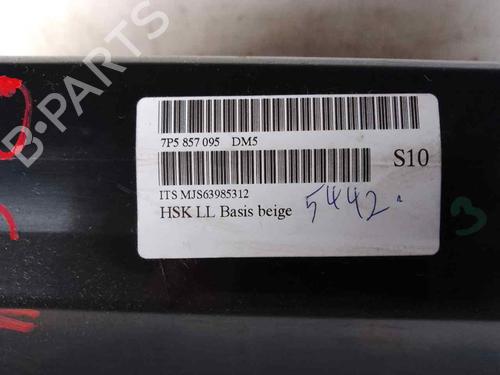 B·PARTS
7P5 857 095 DM5
S10
ITS MJS63985312
HSK LL Basis beige 5442
3